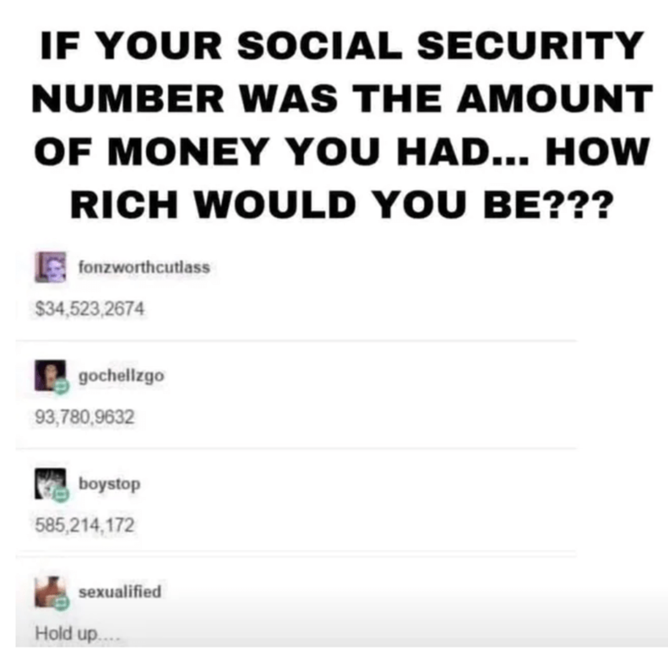 IF YOUR SOCIAL SECURITY
NUMBER WAS THE AMOUNT
OF MONEY YOU HAD... HOW
RICH WOULD YOU BE???
fonzworthcutlass
$34,523,2674
gochellzgo
93,780,9632
boystop
585,214,172
sexualified
Hold up....